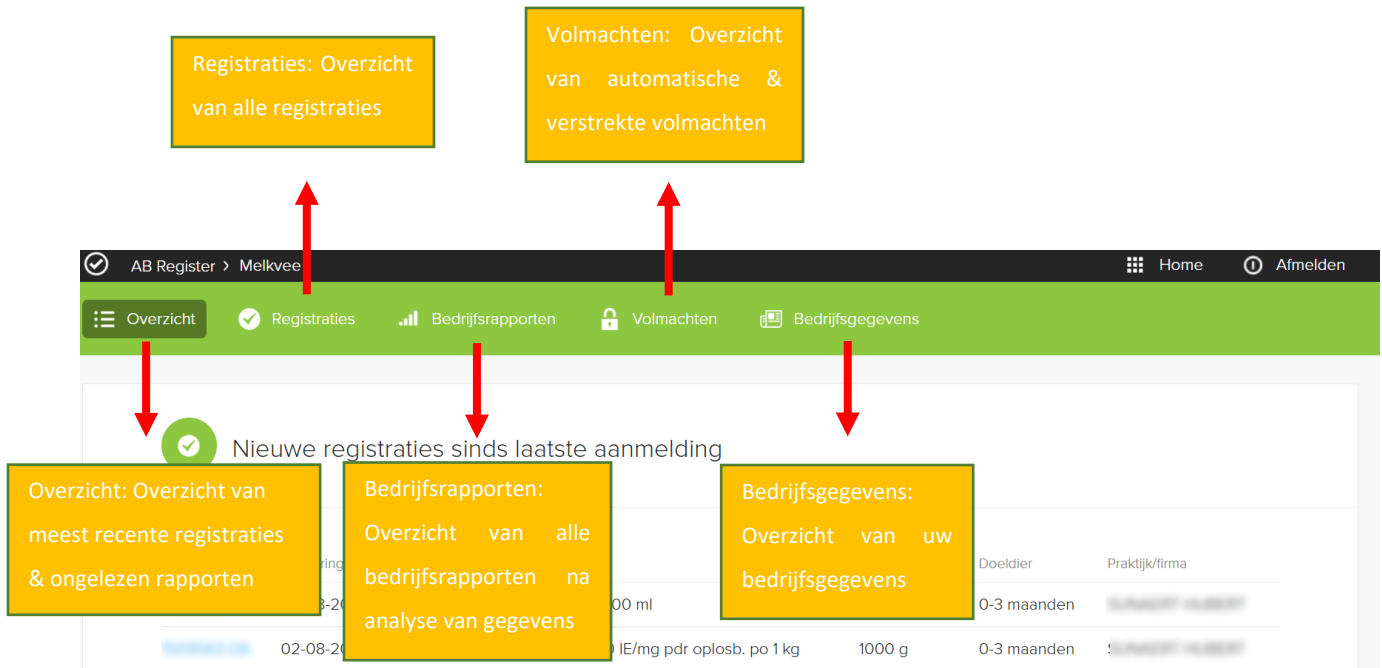 Registraties: Overzicht
van alle registraties
Volmachten: Overzicht
van automatische &
verstrekte volmachten
AB Register > Melkvee
Home
Afmelden
Overzicht
Registraties
Bedrijfsrapporten
Volmachten
Bedrijfsgegevens
Nieuwe registraties sinds laatste aanmelding
Overzicht: Overzicht van
meest recente registraties
& ongelezen rapporten
Bedrijfsrapporten:
Overzicht van alle
bedrijfsrapporten na
analyse van gegevens
Bedrijfsgegevens:
Overzicht van uw
bedrijfsgegevens
Doeldier
Praktijk/firma
00 ml
0-3 maanden
02-08-20
IE/mg pdr oplosb. po 1 kg
1000 g
0-3 maanden